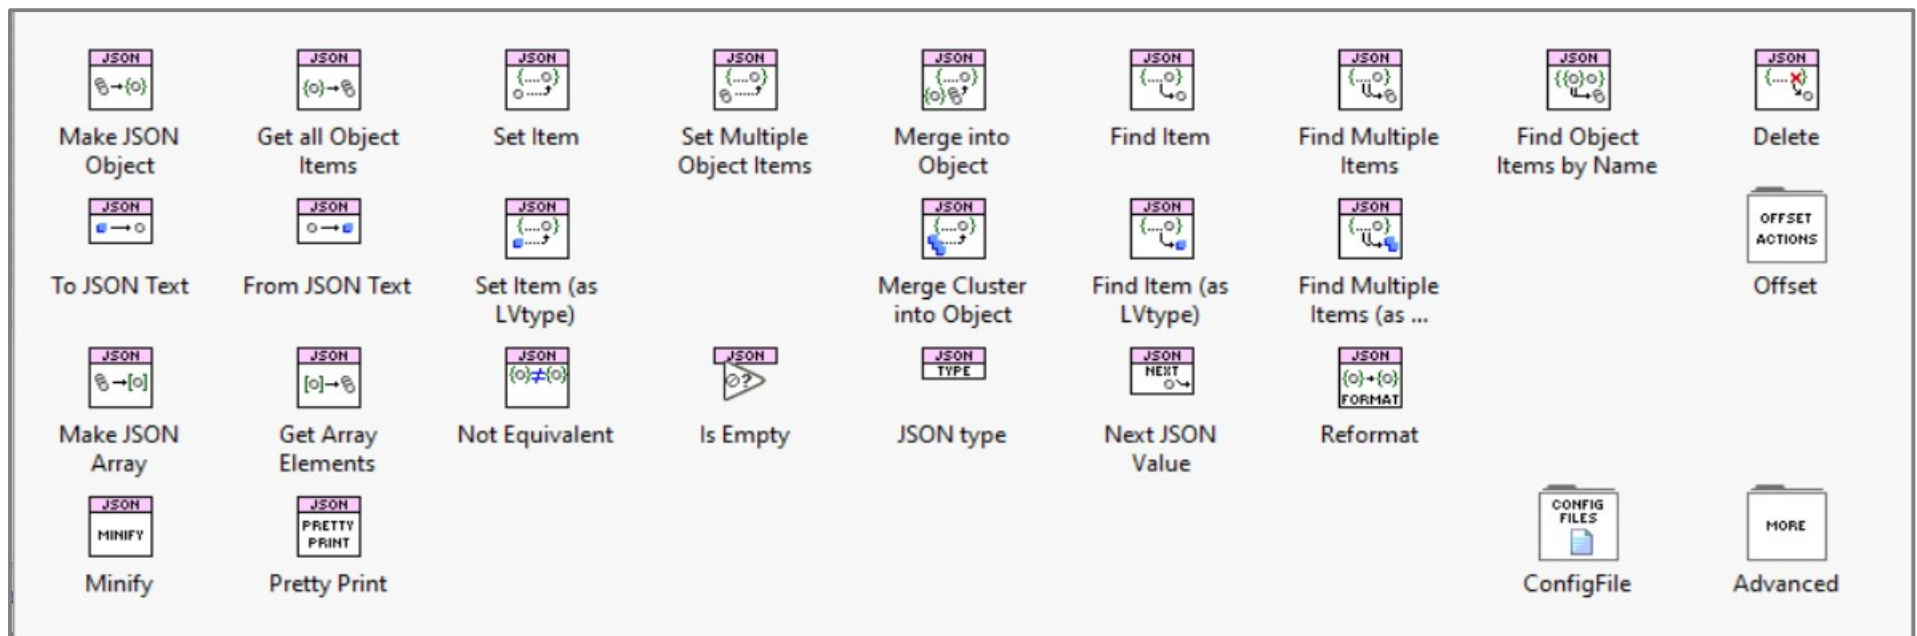 JSON JSON JSON JSON JSON JSON JSON JSON JSON
Make JSON Get all Object Set Item Set Multiple Merge into Find Item Find Multiple Find Object Delete
Object Items Object Items Object Items Items by Name
JSON JSON JSON JSON JSON JSON OFFSET
ACTIONS
To JSON Text From JSON Text Set Item (as Merge Cluster Find Item (as Find Multiple Offset
LVtype) into Object LVtype) Items (as ...
JSON JSON JSON JSON JSON JSON JSON
TYPE NEXT
FORMAT
Make JSON Get Array Not Equivalent Is Empty JSON type Next JSON Reformat
Array Elements Value
JSON JSON CONFIG
FILES
MINIFY PRETTY MORE
PRINT
Minify Pretty Print ConfigFile Advanced